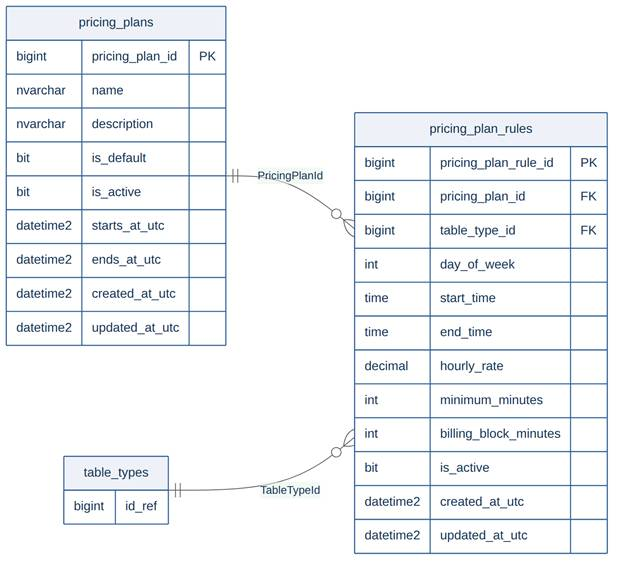 pricing_plans
bigint pricing_plan_id PK
nvarchar name
nvarchar description
bit is_default
bit is_active
datetime2 starts_at_utc
datetime2 ends_at_utc
datetime2 created_at_utc
datetime2 updated_at_utc
PricingPlanId
pricing_plan_rules
bigint pricing_plan_rule_id PK
bigint pricing_plan_id FK
bigint table_type_id FK
int day_of_week
time start_time
time end_time
decimal hourly_rate
int minimum_minutes
int billing_block_minutes
bit is_active
datetime2 created_at_utc
datetime2 updated_at_utc
table_types
bigint id_ref
TableTypeId